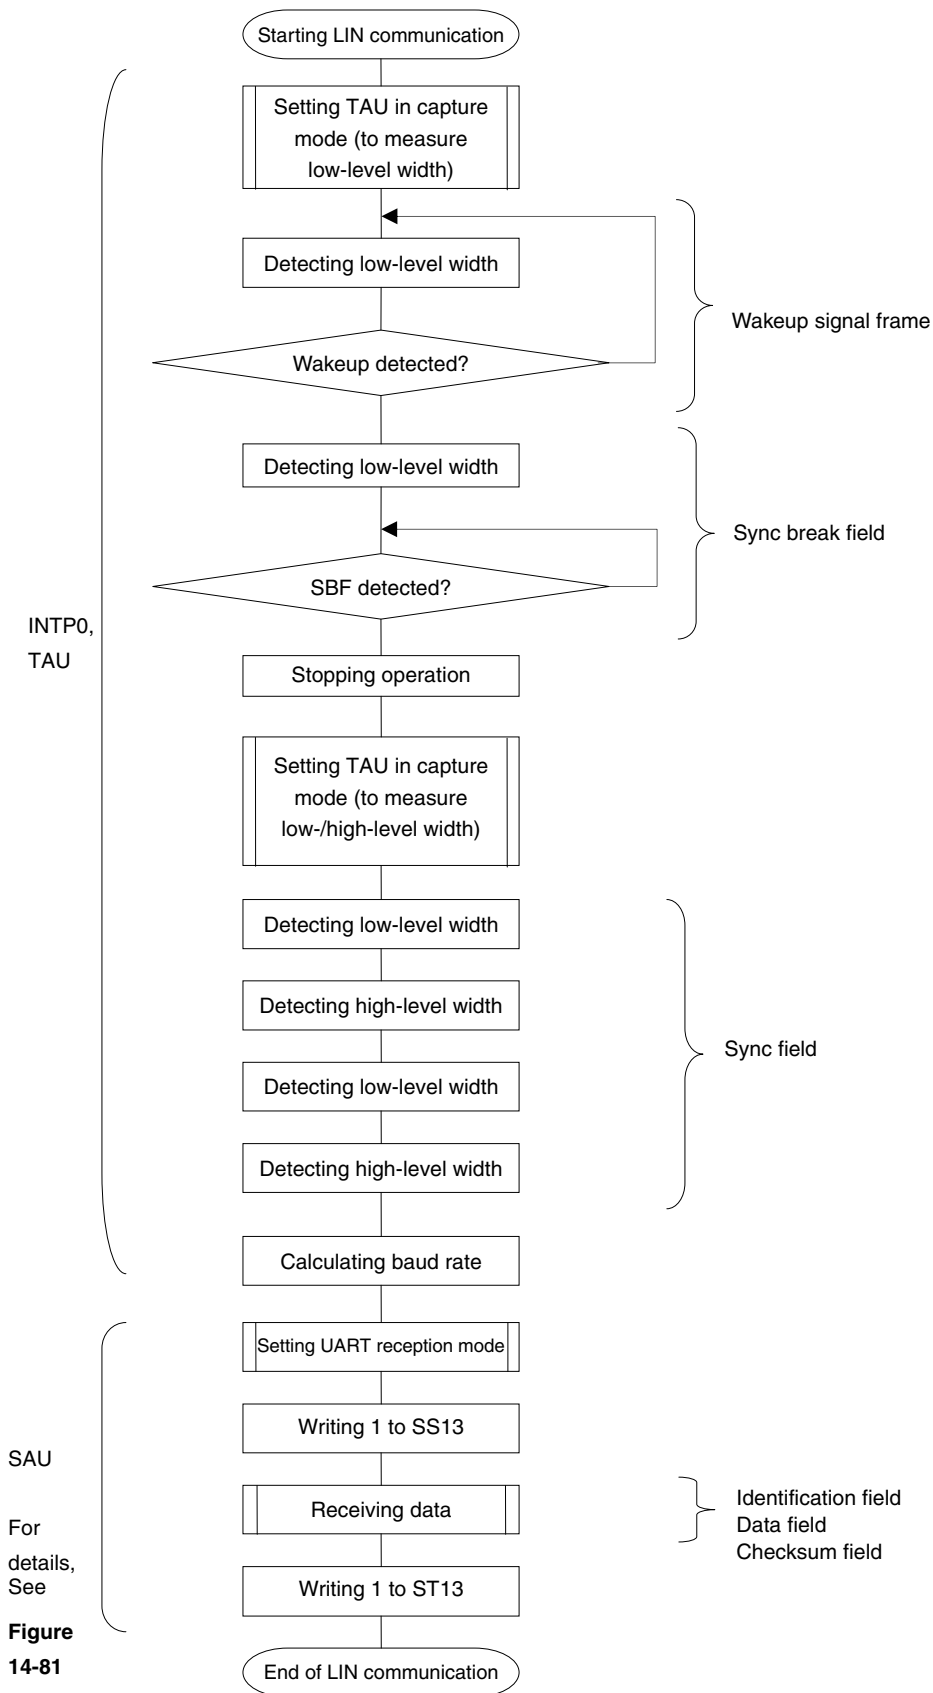 Starting LIN communication
Setting TAU in capture
mode (to measure
low-level width)
Detecting low-level width
Wakeup detected?
Wakeup signal frame
Detecting low-level width
SBF detected?
Sync break field
INTP0,
TAU
Stopping operation
Setting TAU in capture
mode (to measure
low-/high-level width)
Detecting low-level width
Detecting high-level width
Detecting low-level width
Detecting high-level width
Sync field
Calculating baud rate
Setting UART reception mode
Writing 1 to SS13
Receiving data
Identification field
Data field
Checksum field
Writing 1 to ST13
SAU
For
details,
See
Figure
14-81
End of LIN communication